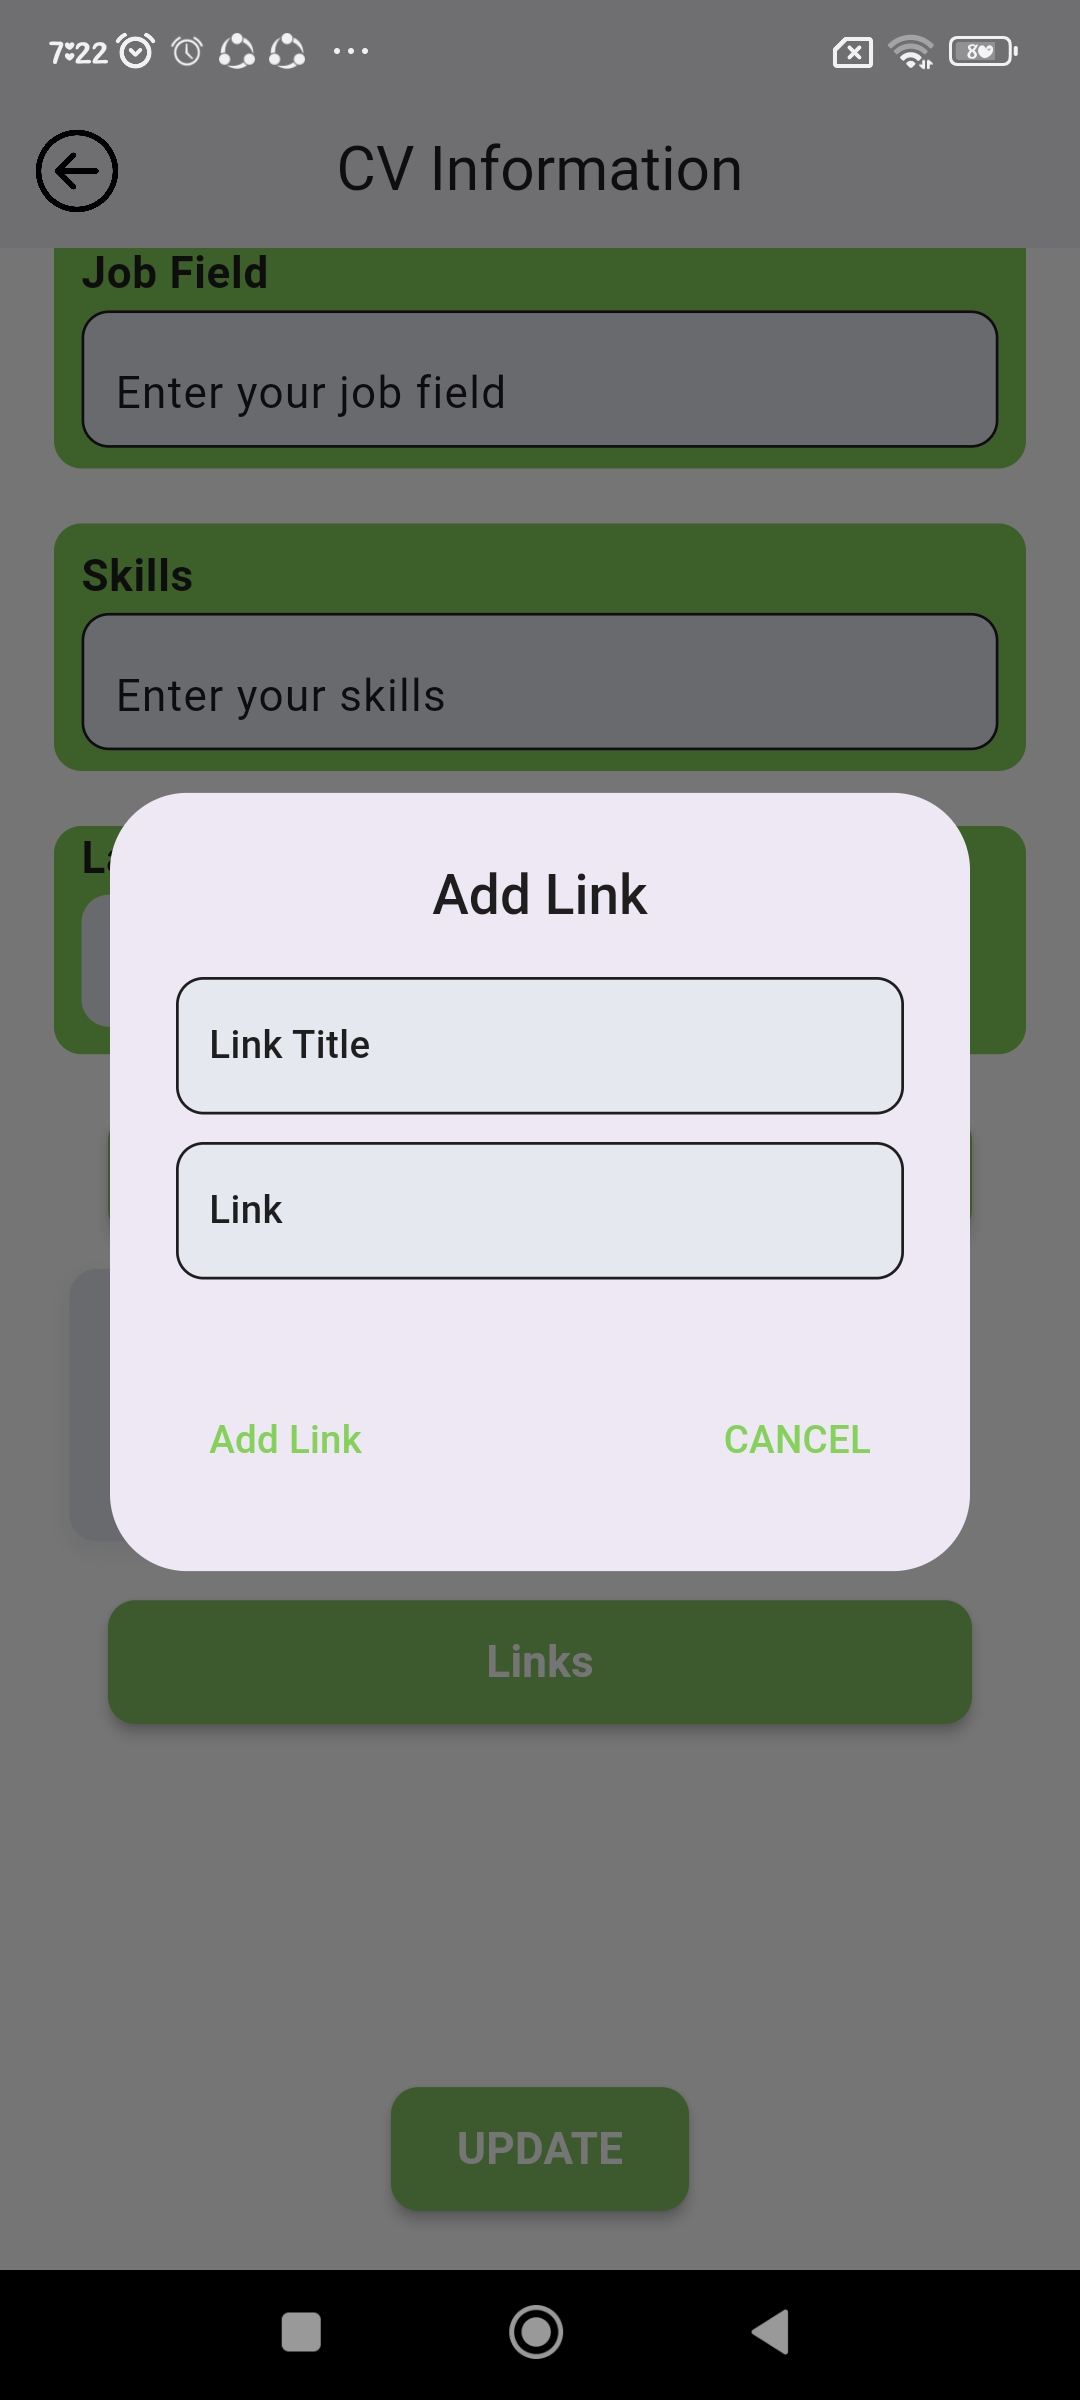 7:22
CV Information
Job Field
Enter your job field
Skills
Enter your skills
Add Link
Link Title
Link
Add Link CANCEL
Links
UPDATE